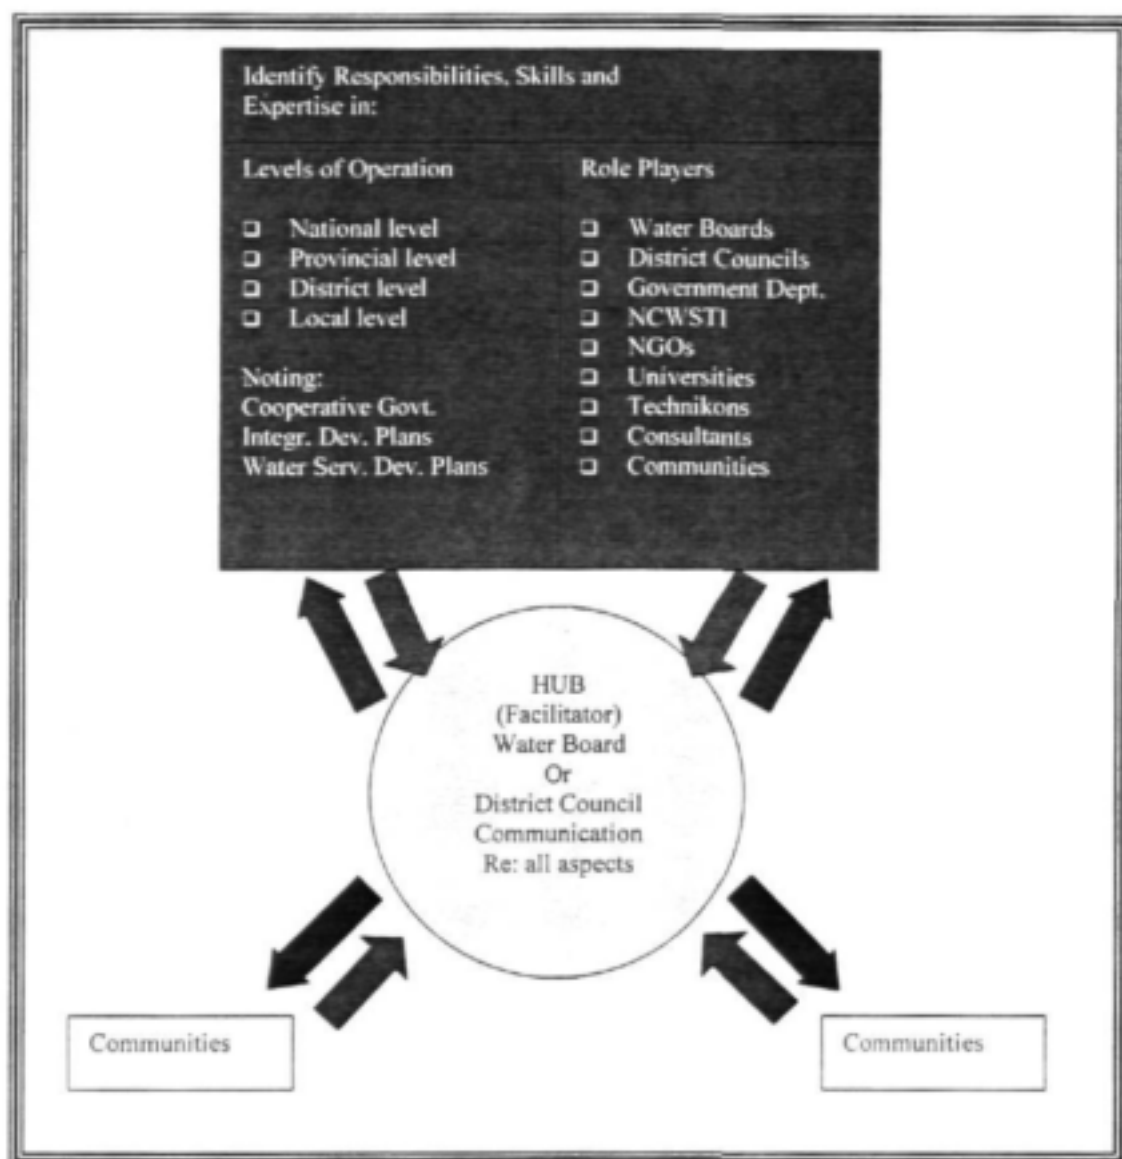 Identify Responsibilities, Skills and
Expertise in:
Levels of Operation
❑ National level
❑ Provincial level
❑ District level
❑ Local level
Noting:
Cooperative Govt.
Integr. Dev. Plans
Water Serv. Dev. Plans
Role Players
❑ Water Boards
❑ District Councils
❑ Government Dept.
❑ NCWSTI
❑ NGOs
❑ Universities
❑ Technikons
❑ Consultants
❑ Communities
HUB
(Facilitator)
Water Board
Or
District Council
Communication
Re: all aspects
Communities
Communities